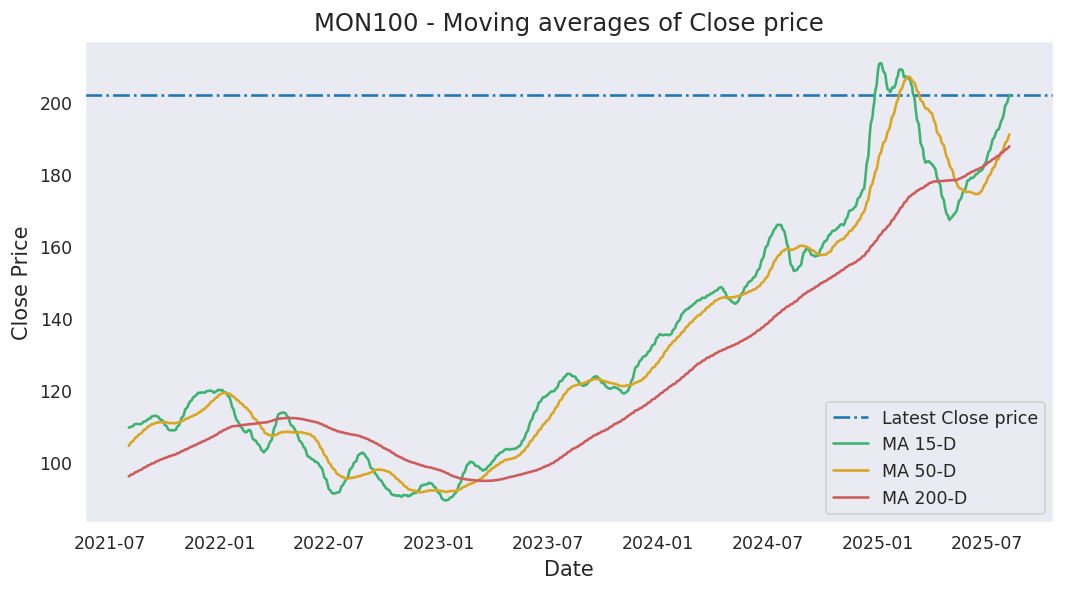 MON100 - Moving averages of Close price
Close Price
200
180
160
140
120
100
2021-07 2022-01 2022-07 2023-01 2023-07 2024-01 2024-07 2025-01 2025-07
Date
Latest Close price
MA 15-D
MA 50-D
MA 200-D